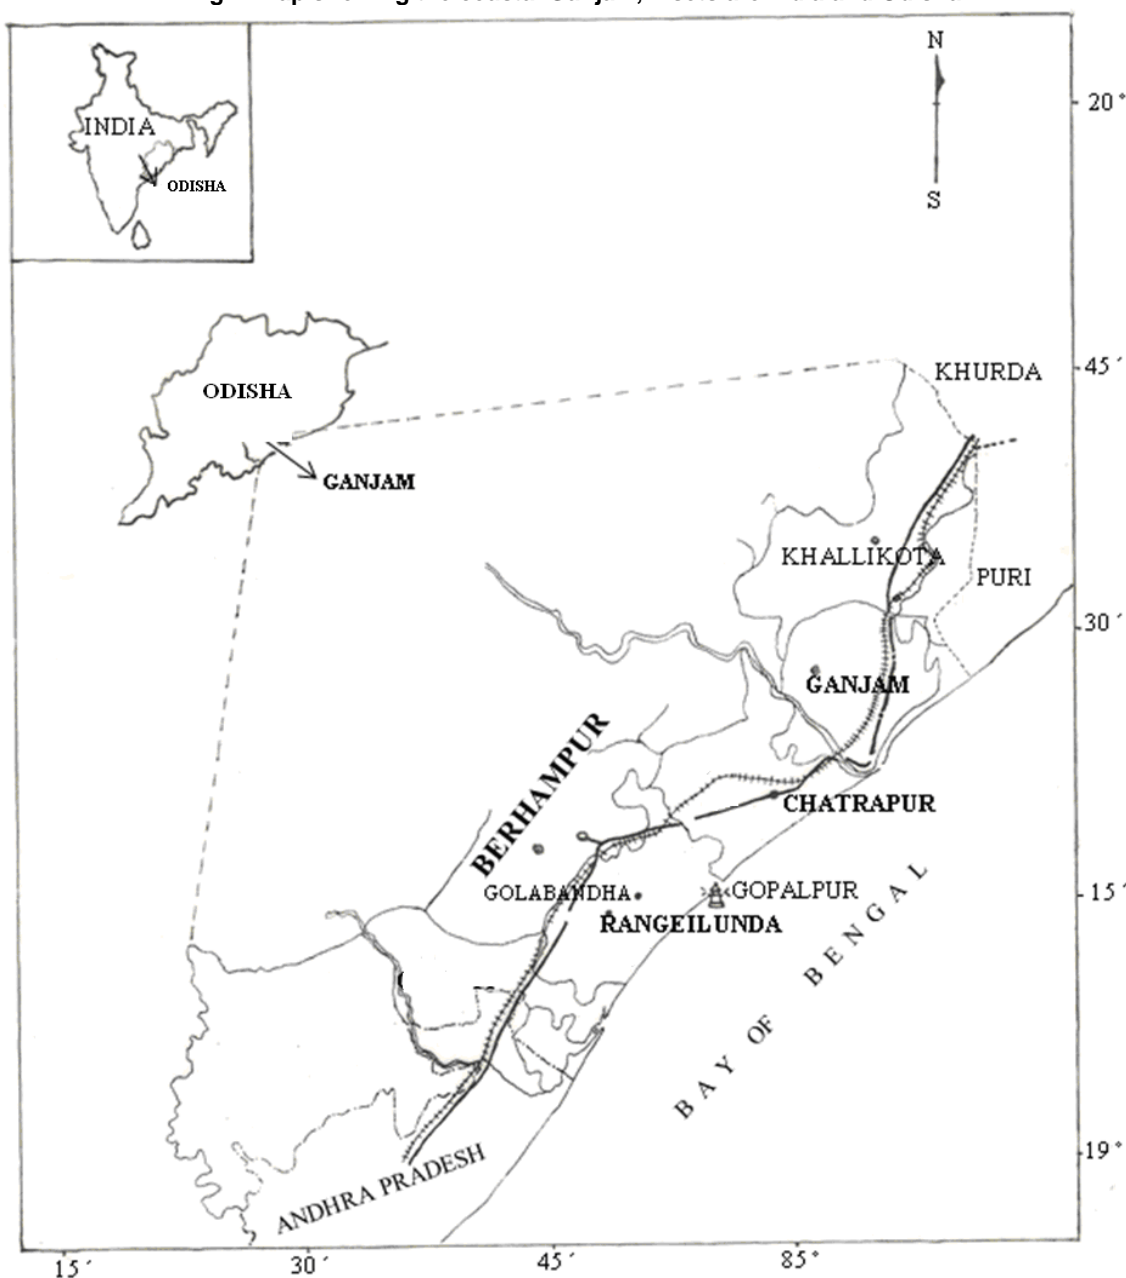 N
20°
INDIA
ODISHA
S
45´
KHURDA
ODISHA
GANJAM
KHALLIKOTA
PURI
30´
GANJAM
BERHAMPUR
CHATRAPUR
GOLABANDHA
GOPALPUR
15´
RANGEILUNDA
BAY OF BENGAL
19°
ANDHRA PRADESH
15´ 30´ 45´ 85°